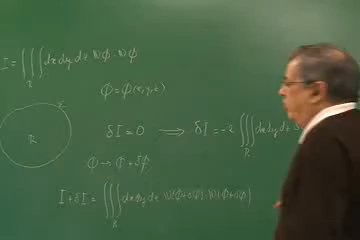 I = ∭ dx dy dz ∇φ · ∇φ
R
φ = φ(x, y, z)
R
δI = 0 ⟹ δI = -2 ∭ dx dy dz
R
φ → φ + δφ
I + δI = ∭ dx dy dz ∇(φ + δφ) · ∇(φ + δφ)
R